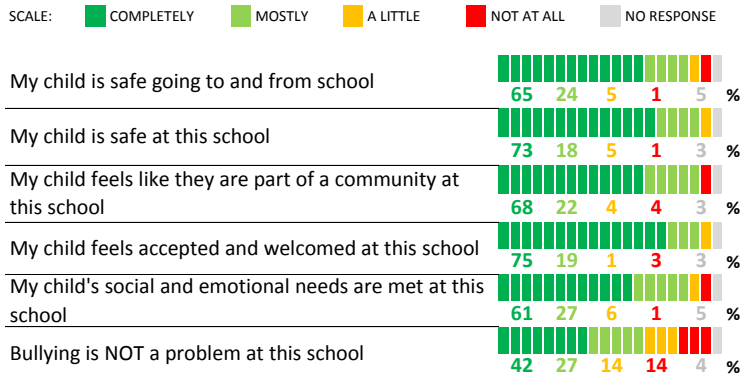 SCALE: COMPLETELY MOSTLY A LITTLE NOT AT ALL NO RESPONSE
My child is safe going to and from school
65 24 5 1 5 %
My child is safe at this school
73 18 5 1 3 %
My child feels like they are part of a community at
this school
68 22 4 4 3 %
My child feels accepted and welcomed at this school
75 19 1 3 3 %
My child's social and emotional needs are met at this
school
61 27 6 1 5 %
Bullying is NOT a problem at this school
42 27 14 14 4 %